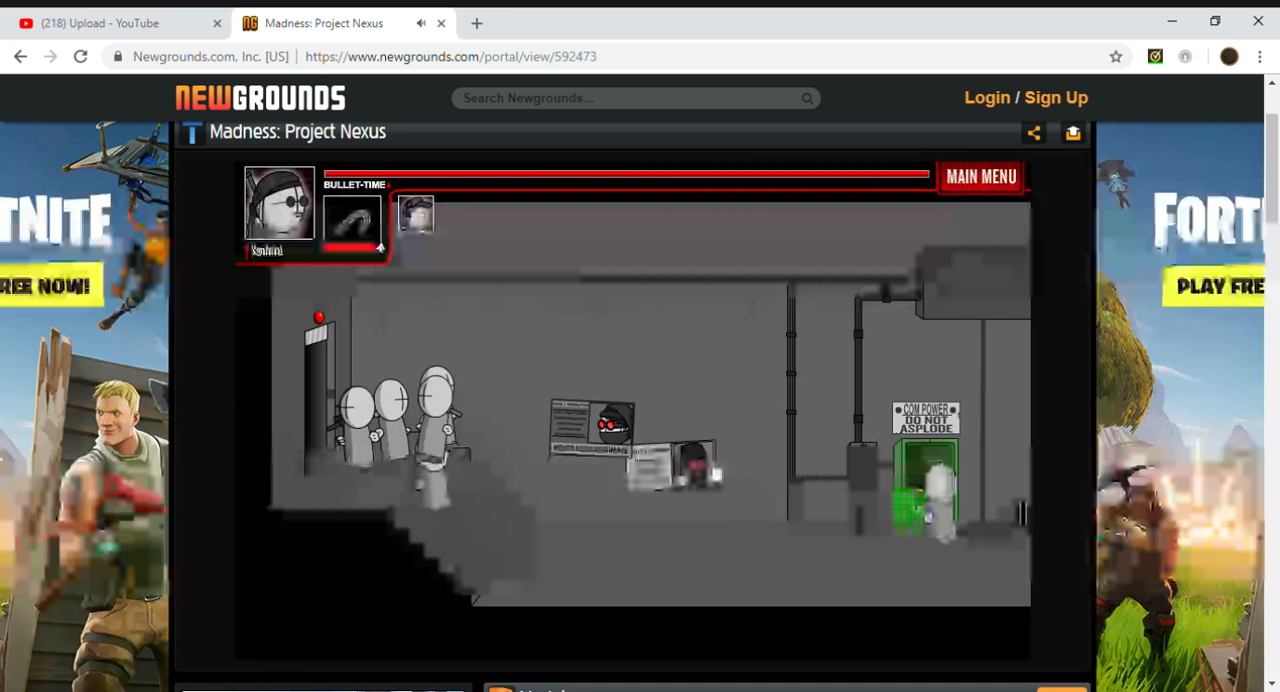 (218) Upload - YouTube
Madness: Project Nexus
Newgrounds.com, Inc. [US] | https://www.newgrounds.com/portal/view/592473
NEWGROUNDS
Search Newgrounds...
Login / Sign Up
Madness: Project Nexus
BULLET-TIME
MAIN MENU
COM POWER
DO NOT
ASPLODE
TNITE
REE NOW!
FORT
PLAY FRE